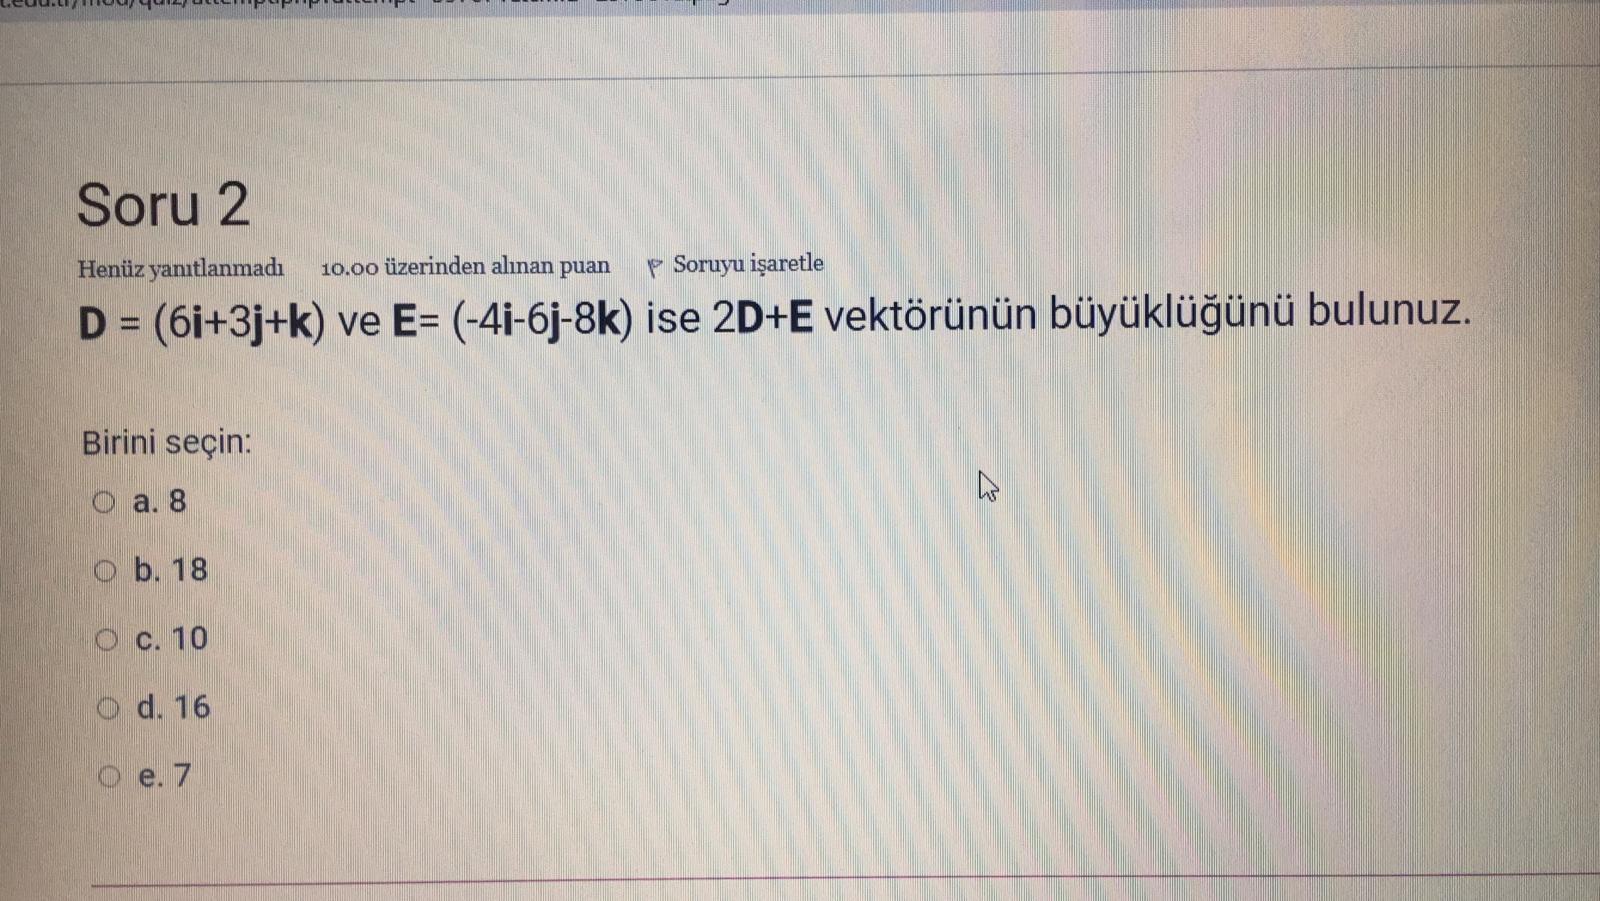 Soru 2
Henüz yanıtlanmadı 10.00 üzerinden alınan puan Soruyu işaretle
D = (6i+3j+k) ve E= (-4i-6j-8k) ise 2D+E vektörünün büyüklüğünü bulunuz.
Birini seçin:
a. 8
b. 18
c. 10
d. 16
e. 7